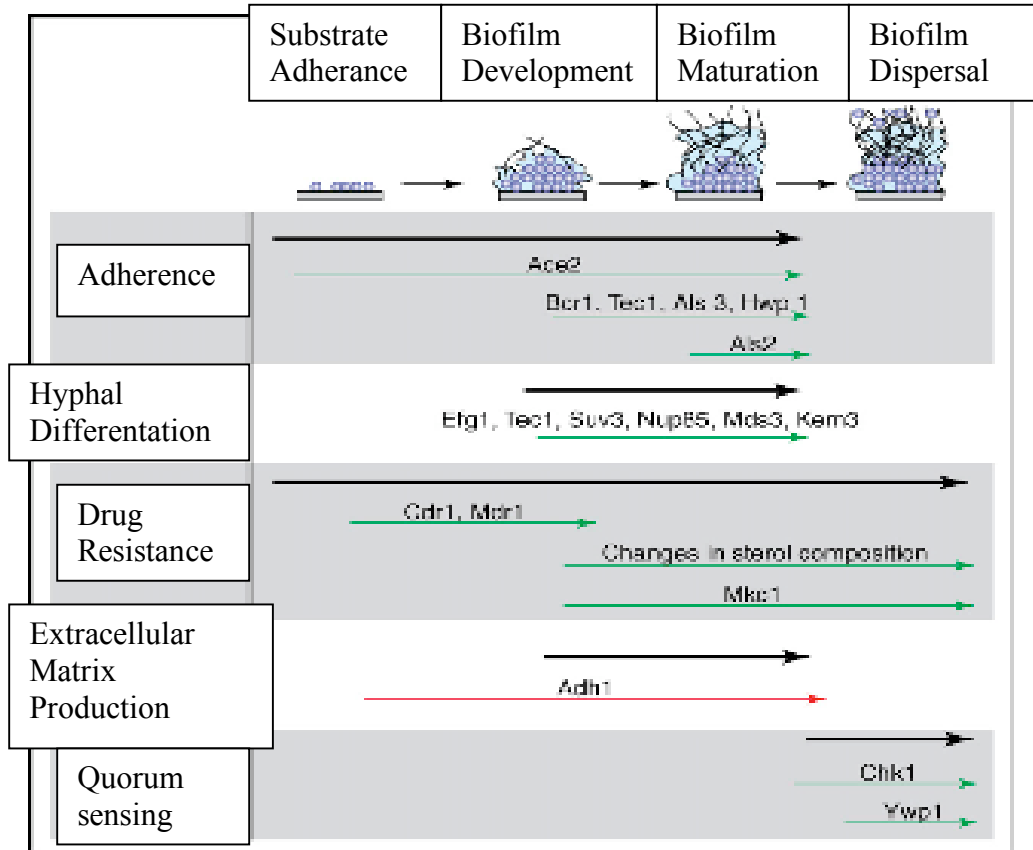 Substrate
Adherance
Biofilm
Development
Biofilm
Maturation
Biofilm
Dispersal
Adherence
Ace2
Bcr1, Tec1, Als 3, Hwp 1
Als2
Hyphal
Differentation
Efg1, Tec1, Suv3, Nup85, Mds3, Kem3
Drug
Resistance
Cdr1, Mdr1
Changes in sterol composition
Mkc1
Extracellular
Matrix
Production
Adh1
Quorum
sensing
Chk1
Ywp1